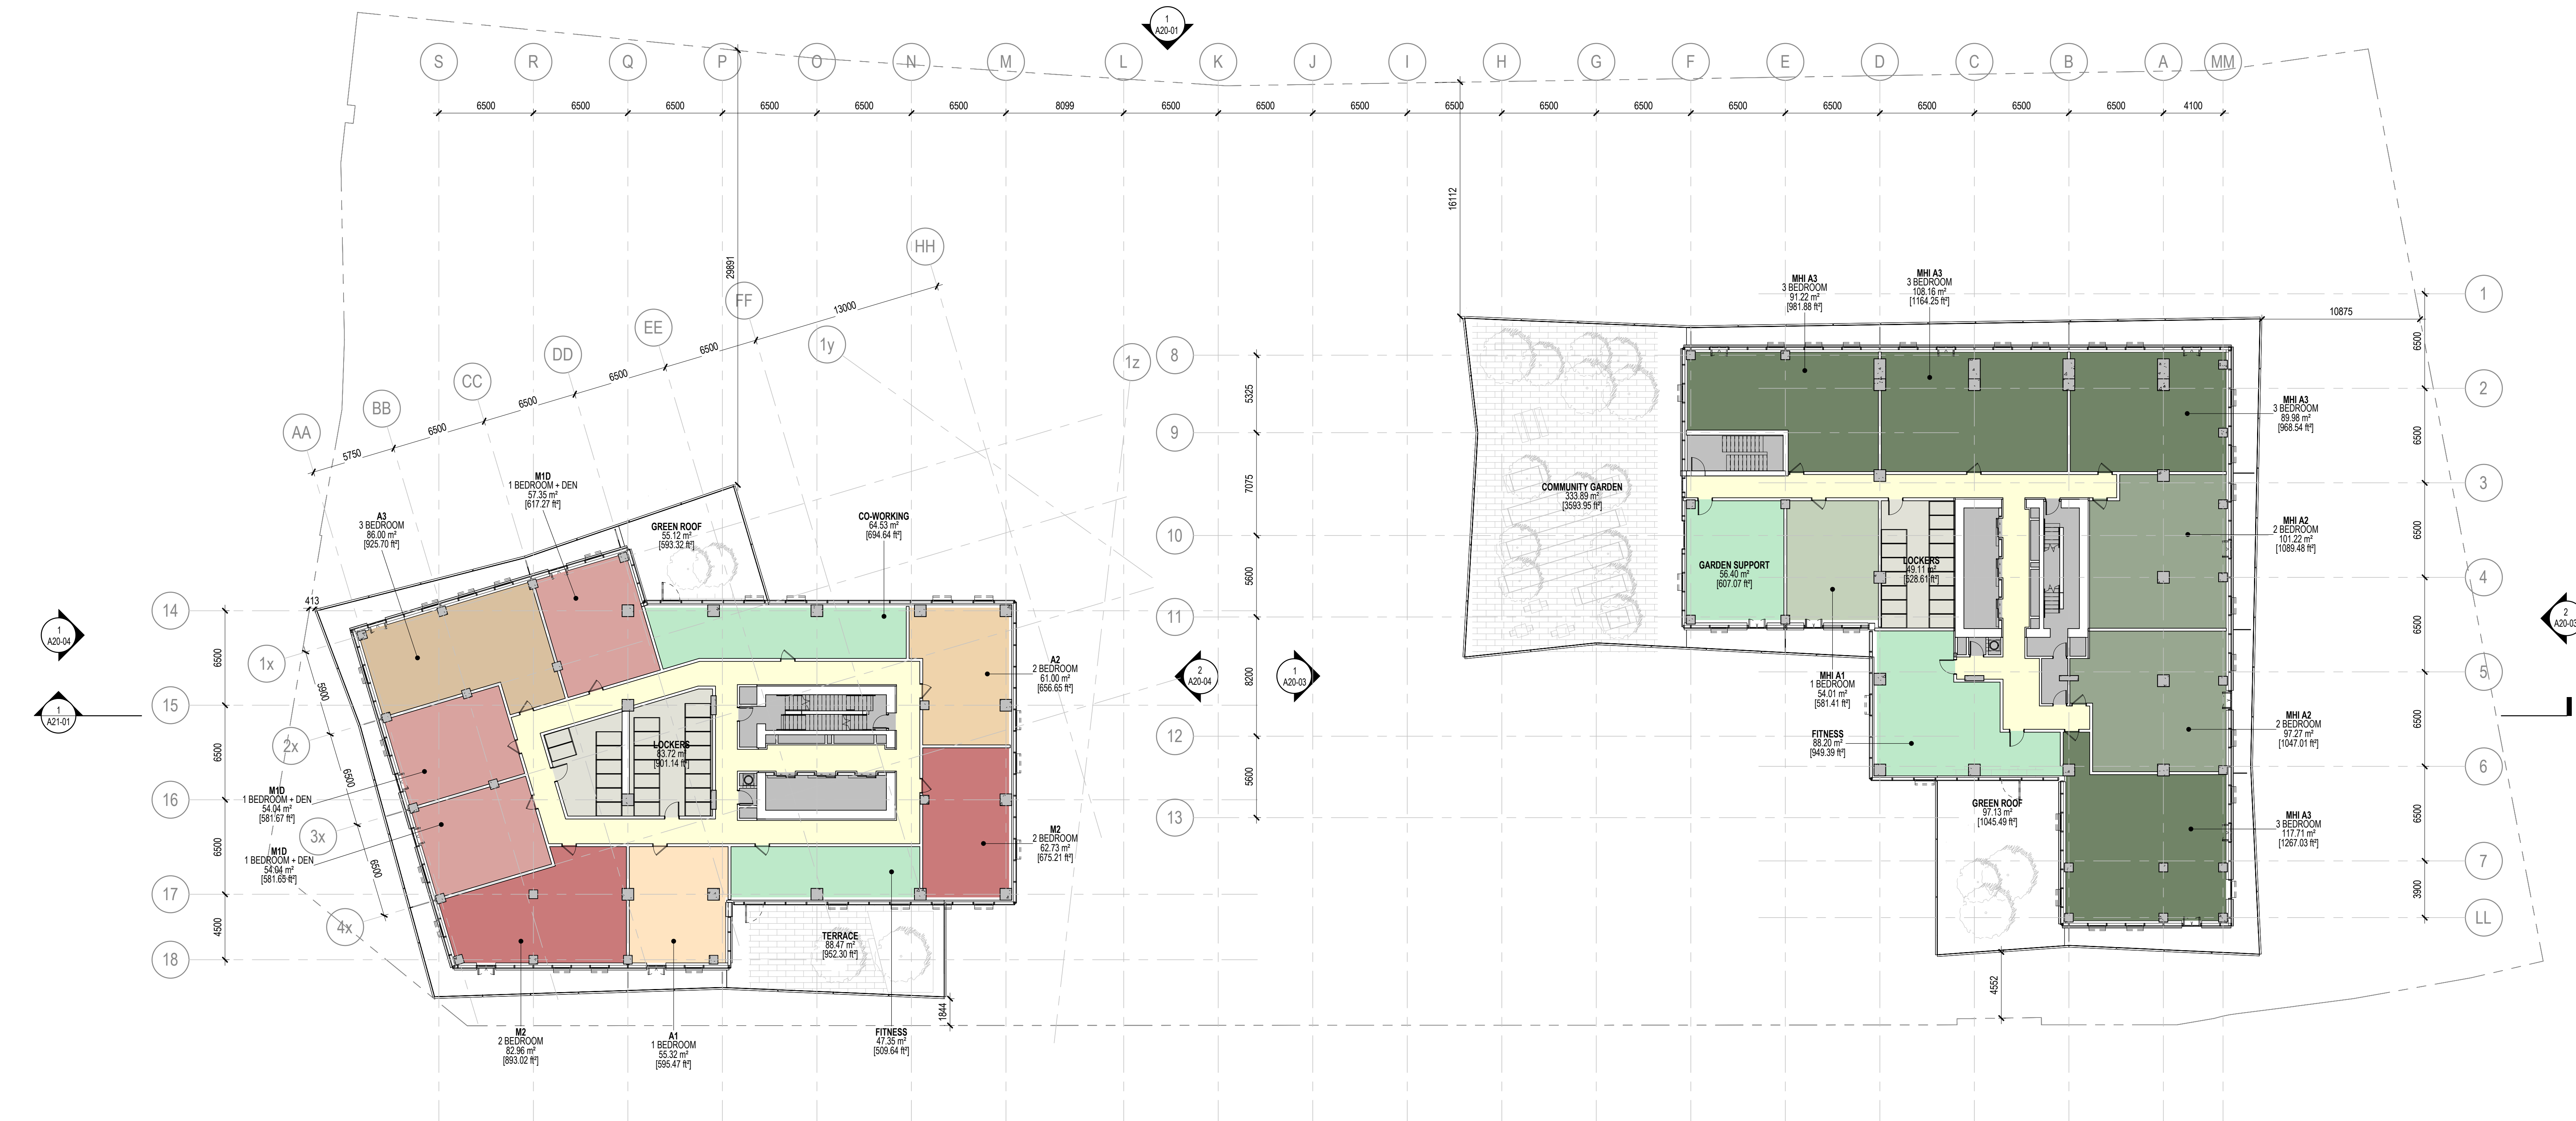 1
A20-01
S
R
Q
P
O
N
M
L
K
J
I
H
G
F
E
D
C
B
A
MM
6500
6500
6500
6500
6500
6500
8099
6500
6500
6500
6500
6500
6500
6500
6500
6500
6500
6500
4100
16112
29891
HH
FF
EE
DD
CC
BB
AA
1y
1z
13000
6500
6500
6500
6500
5750
8
9
10
11
12
13
5325
7075
5600
8200
5600
1
2
3
4
5
6
7
LL
10875
6500
6500
6500
6500
6500
6500
3900
MHI A3
3 BEDROOM
91.22 m²
[981.88 ft²]
MHI A3
3 BEDROOM
108.16 m²
[1164.25 ft²]
MHI A3
3 BEDROOM
89.98 m²
[968.54 ft²]
COMMUNITY GARDEN
333.89 m²
[3593.95 ft²]
MHI A2
2 BEDROOM
101.22 m²
[1089.48 ft²]
GARDEN SUPPORT
56.40 m²
[607.07 ft²]
LOCKERS
49.11 m²
[528.61 ft²]
MHI A1
1 BEDROOM
54.01 m²
[581.41 ft²]
FITNESS
88.20 m²
[949.39 ft²]
MHI A2
2 BEDROOM
97.27 m²
[1047.01 ft²]
GREEN ROOF
97.13 m²
[1045.49 ft²]
MHI A3
3 BEDROOM
117.71 m²
[1267.03 ft²]
4552
M1D
1 BEDROOM + DEN
57.35 m²
[617.27 ft²]
A3
3 BEDROOM
86.00 m²
[925.70 ft²]
GREEN ROOF
55.12 m²
[593.32 ft²]
CO-WORKING
64.53 m²
[694.64 ft²]
413
14
15
16
17
18
6500
6500
6500
4500
1x
2x
3x
4x
5900
6500
6500
A2
2 BEDROOM
61.00 m²
[656.65 ft²]
LOCKERS
83.72 m²
[901.14 ft²]
M1D
1 BEDROOM + DEN
54.04 m²
[581.67 ft²]
M1D
1 BEDROOM + DEN
54.04 m²
[581.65 ft²]
M2
2 BEDROOM
62.73 m²
[675.21 ft²]
TERRACE
88.47 m²
[952.30 ft²]
1844
M2
2 BEDROOM
82.96 m²
[893.02 ft²]
A1
1 BEDROOM
55.32 m²
[595.47 ft²]
FITNESS
47.35 m²
[509.64 ft²]
1
A20-04
1
A21-01
2
A20-04
1
A20-03
2
A20-03